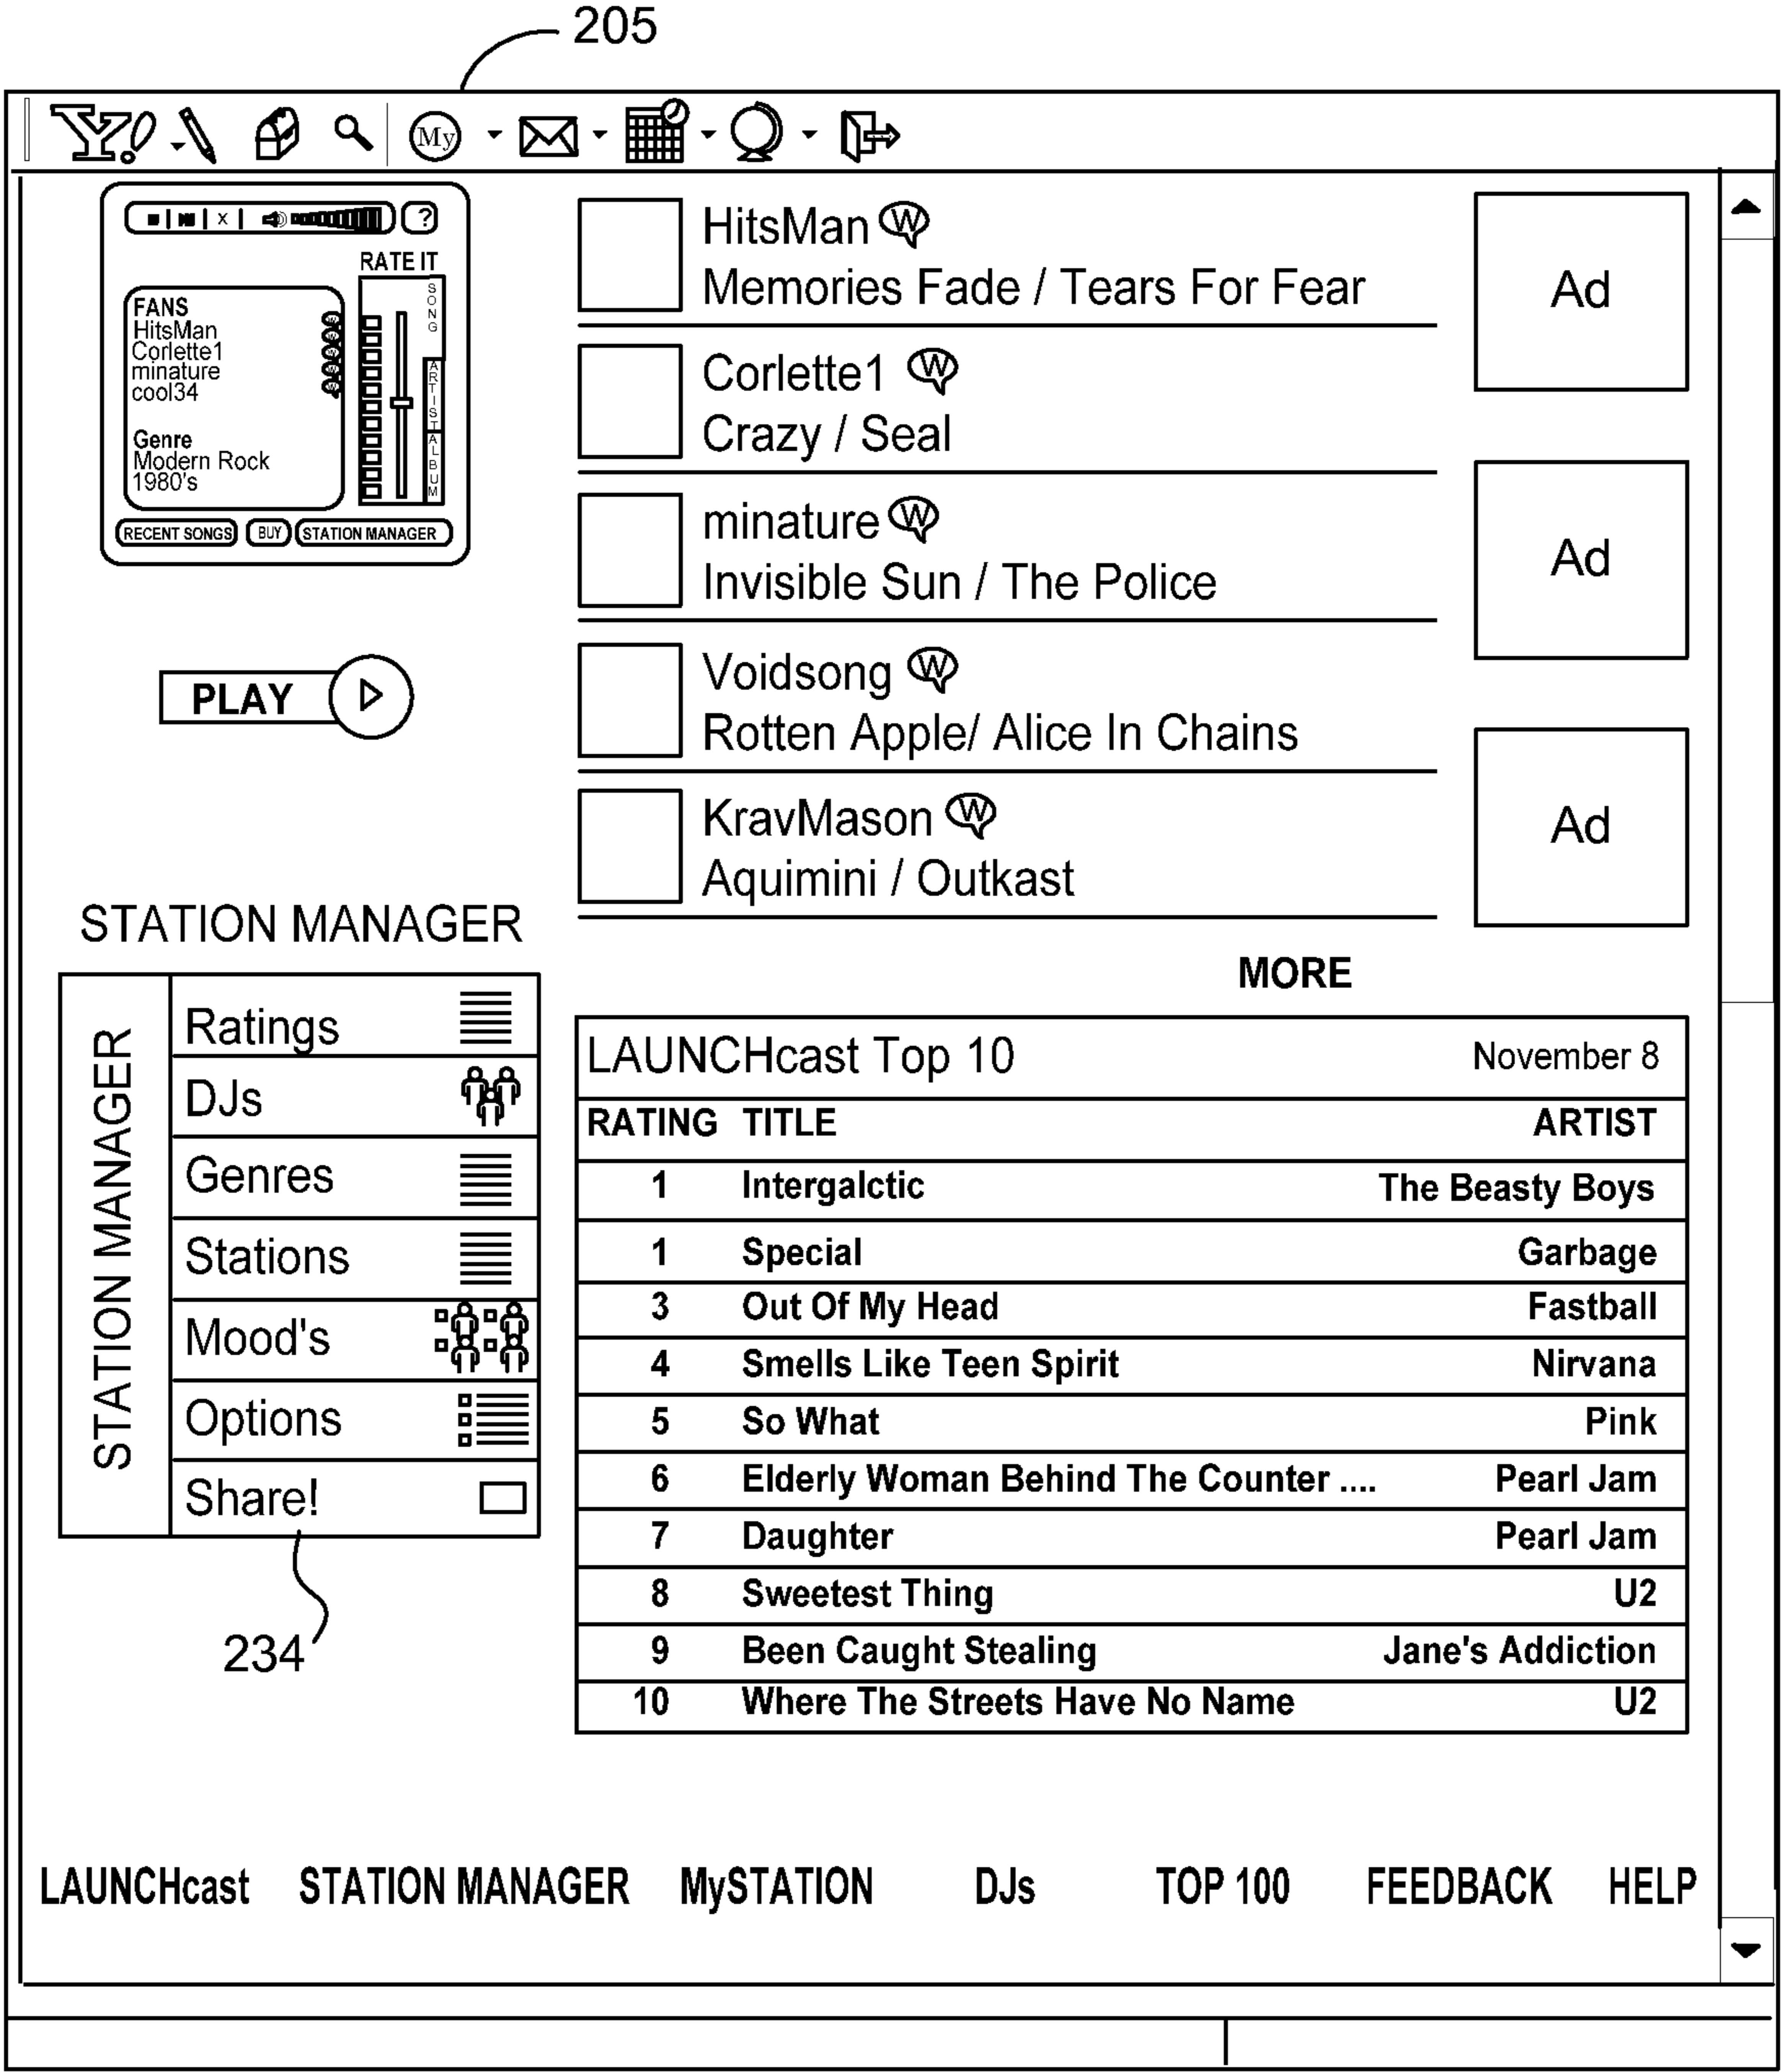 205
Y!
My
?
RATE IT
SONG
ARTIST
ALBUM
FANS
HitsMan
Corlette1
minature
cool34
Genre
Modern Rock
1980's
RECENT SONGS
BUY
STATION MANAGER
PLAY
HitsMan W
Memories Fade / Tears For Fear
Corlette1 W
Crazy / Seal
minature W
Invisible Sun / The Police
Voidsong W
Rotten Apple/ Alice In Chains
KravMason W
Aquimini / Outkast
Ad
Ad
Ad
MORE
STATION MANAGER
STATION MANAGER
Ratings
DJs
Genres
Stations
Mood's
Options
Share!
234
LAUNCHcast Top 10 November 8
RATING TITLE ARTIST
1 Intergalctic The Beasty Boys
1 Special Garbage
3 Out Of My Head Fastball
4 Smells Like Teen Spirit Nirvana
5 So What Pink
6 Elderly Woman Behind The Counter .... Pearl Jam
7 Daughter Pearl Jam
8 Sweetest Thing U2
9 Been Caught Stealing Jane's Addiction
10 Where The Streets Have No Name U2
LAUNCHcast STATION MANAGER MySTATION DJs TOP 100 FEEDBACK HELP